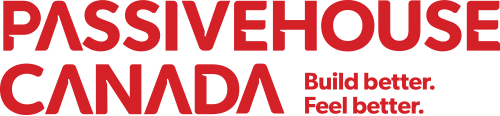 PASSIVEHOUSE
CANADA
Build better.
Feel better.